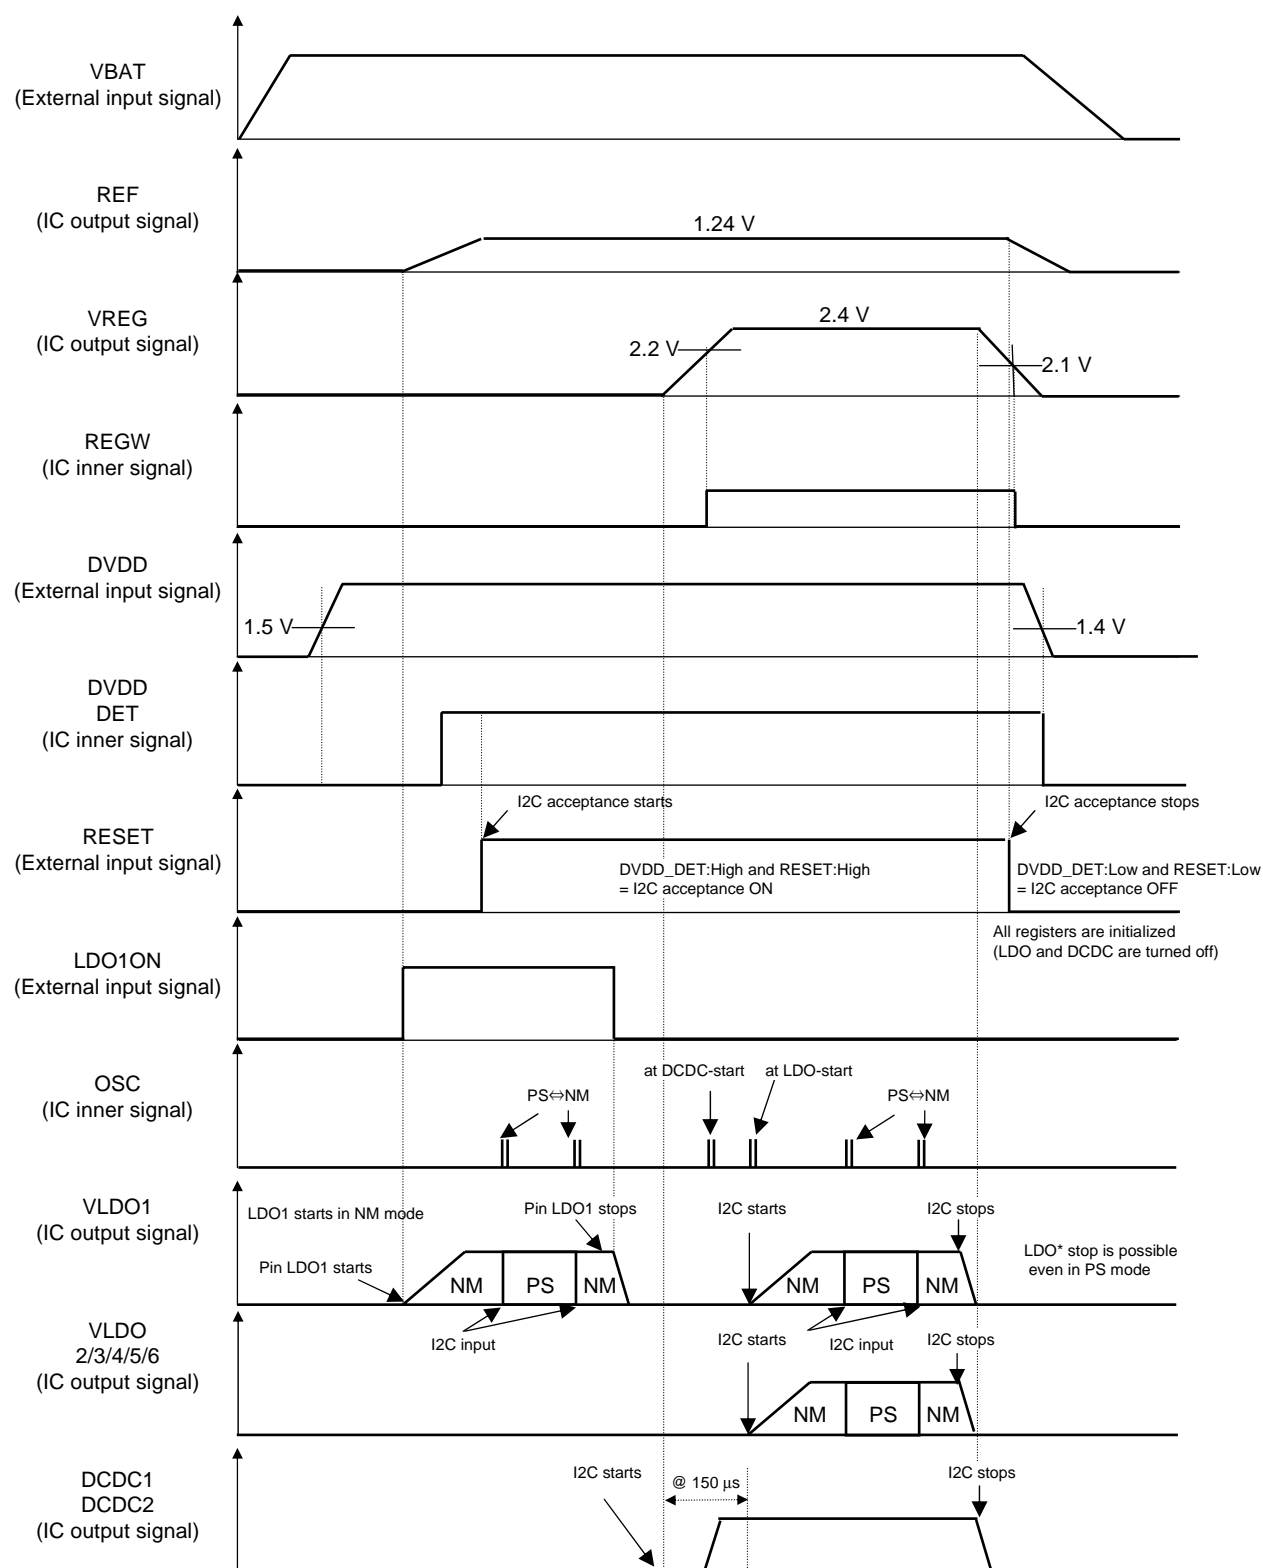 VBAT
(External input signal)
REF
(IC output signal)
1.24 V
VREG
(IC output signal)
2.4 V
2.2 V
2.1 V
REGW
(IC inner signal)
DVDD
(External input signal)
1.5 V
1.4 V
DVDD
DET
(IC inner signal)
I2C acceptance starts
I2C acceptance stops
RESET
(External input signal)
DVDD_DET:High and RESET:High
= I2C acceptance ON
DVDD_DET:Low and RESET:Low
= I2C acceptance OFF
All registers are initialized
(LDO and DCDC are turned off)
LDO1ON
(External input signal)
OSC
(IC inner signal)
PS⇔NM
at DCDC-start
at LDO-start
PS⇔NM
VLDO1
(IC output signal)
LDO1 starts in NM mode
Pin LDO1 stops
I2C starts
I2C stops
Pin LDO1 starts
LDO* stop is possible
even in PS mode
NM PS NM
NM PS NM
I2C input
I2C input
VLDO
2/3/4/5/6
(IC output signal)
I2C starts
I2C stops
NM PS NM
DCDC1
DCDC2
(IC output signal)
I2C starts
@ 150 μs
I2C stops